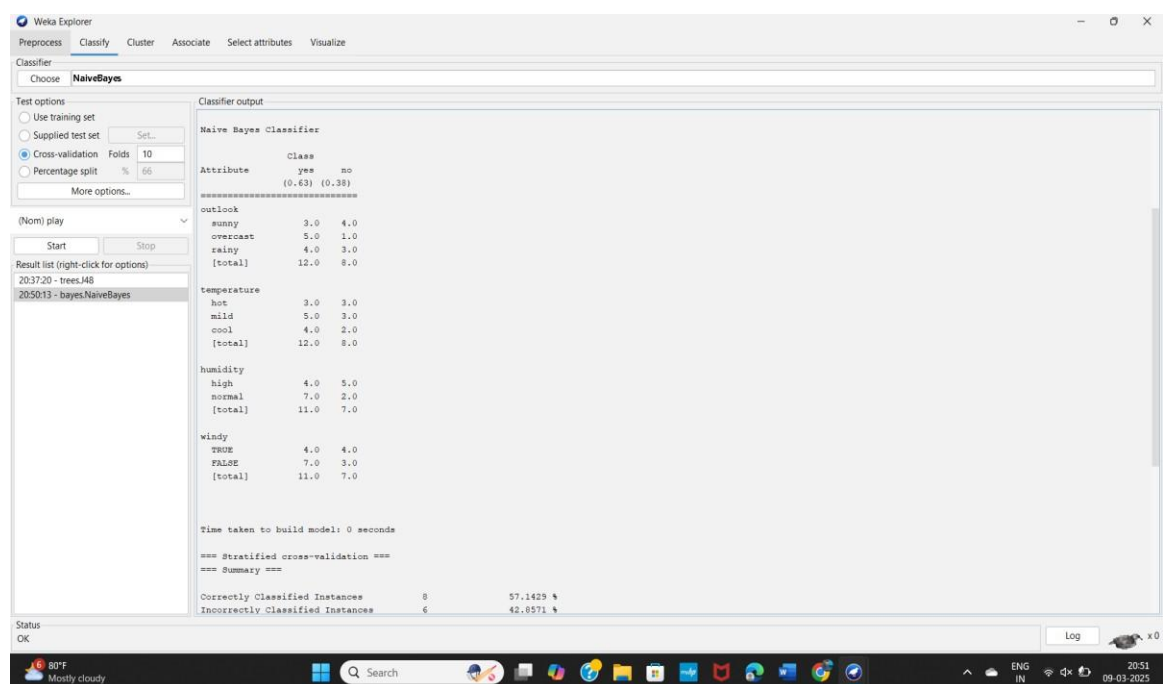 Weka Explorer
Preprocess Classify Cluster Associate Select attributes Visualize
Classifier
Choose NaiveBayes
Test options
Use training set
Supplied test set Set...
Cross-validation Folds 10
Percentage split % 66
More options...
(Nom) play
Start Stop
Result list (right-click for options)
20:37:20 - trees.J48
20:50:13 - bayes.NaiveBayes
Classifier output
Naive Bayes Classifier
Class
Attribute yes no
(0.63) (0.38)
===============================
outlook
sunny 3.0 4.0
overcast 5.0 1.0
rainy 4.0 3.0
[total] 12.0 8.0
temperature
hot 3.0 3.0
mild 5.0 3.0
cool 4.0 2.0
[total] 12.0 8.0
humidity
high 4.0 5.0
normal 7.0 2.0
[total] 11.0 7.0
windy
TRUE 4.0 4.0
FALSE 7.0 3.0
[total] 11.0 7.0
Time taken to build model: 0 seconds
=== Stratified cross-validation ===
=== Summary ===
Correctly Classified Instances 8 57.1429 %
Incorrectly Classified Instances 6 42.8571 %
Status
OK
Log x 0
6 80°F
Mostly cloudy
Search
ENG
IN
20:51
09-03-2025